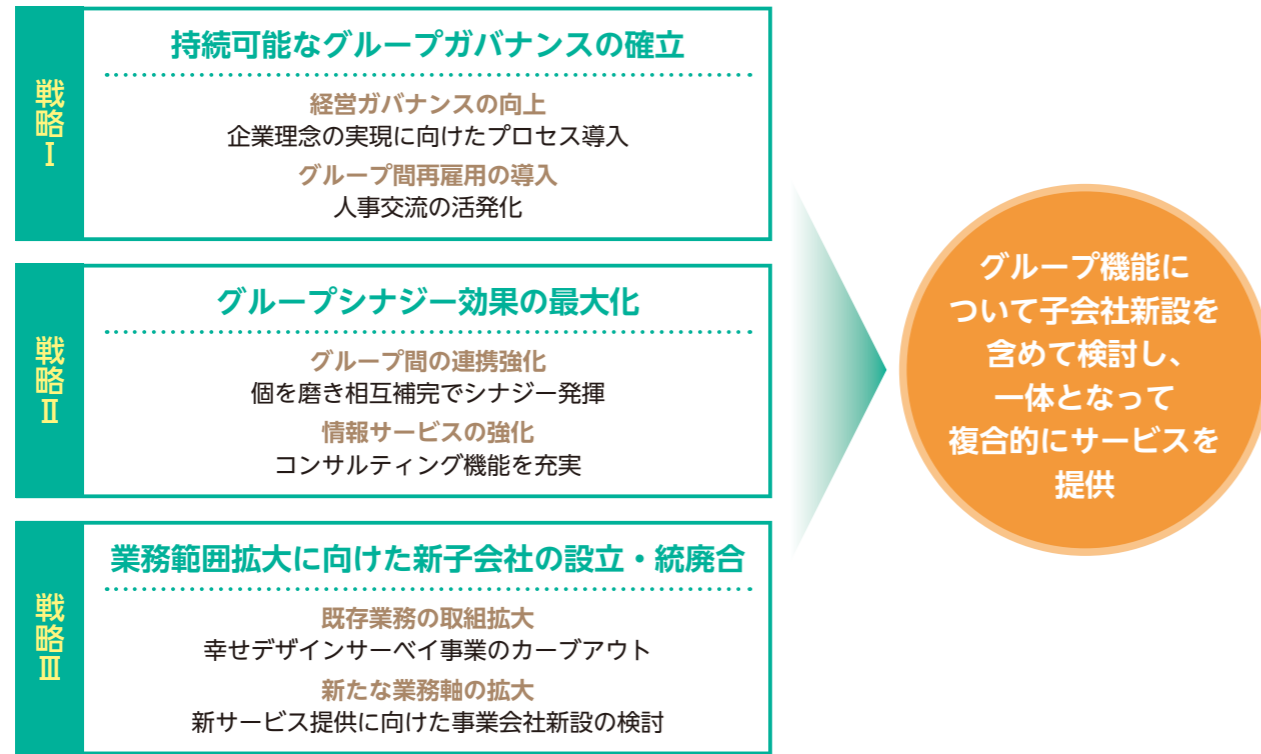 戦略Ⅰ
持続可能なグループガバナンスの確立
経営ガバナンスの向上
企業理念の実現に向けたプロセス導入
グループ間再雇用の導入
人事交流の活発化
戦略Ⅱ
グループシナジー効果の最大化
グループ間の連携強化
個を磨き相互補完でシナジー発揮
情報サービスの強化
コンサルティング機能を充実
戦略Ⅲ
業務範囲拡大に向けた新子会社の設立・統廃合
既存業務の取組拡大
幸せデザインサーベイ事業のカーブアウト
新たな業務軸の拡大
新サービス提供に向けた事業会社新設の検討
グループ機能に
ついて子会社新設を
含めて検討し、
一体となって
複合的にサービスを
提供